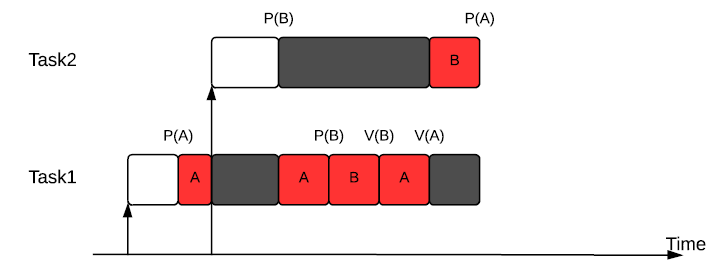 P(B) P(A)
Task2 B
P(A) P(B) V(B) V(A)
Task1 A A B A
Time